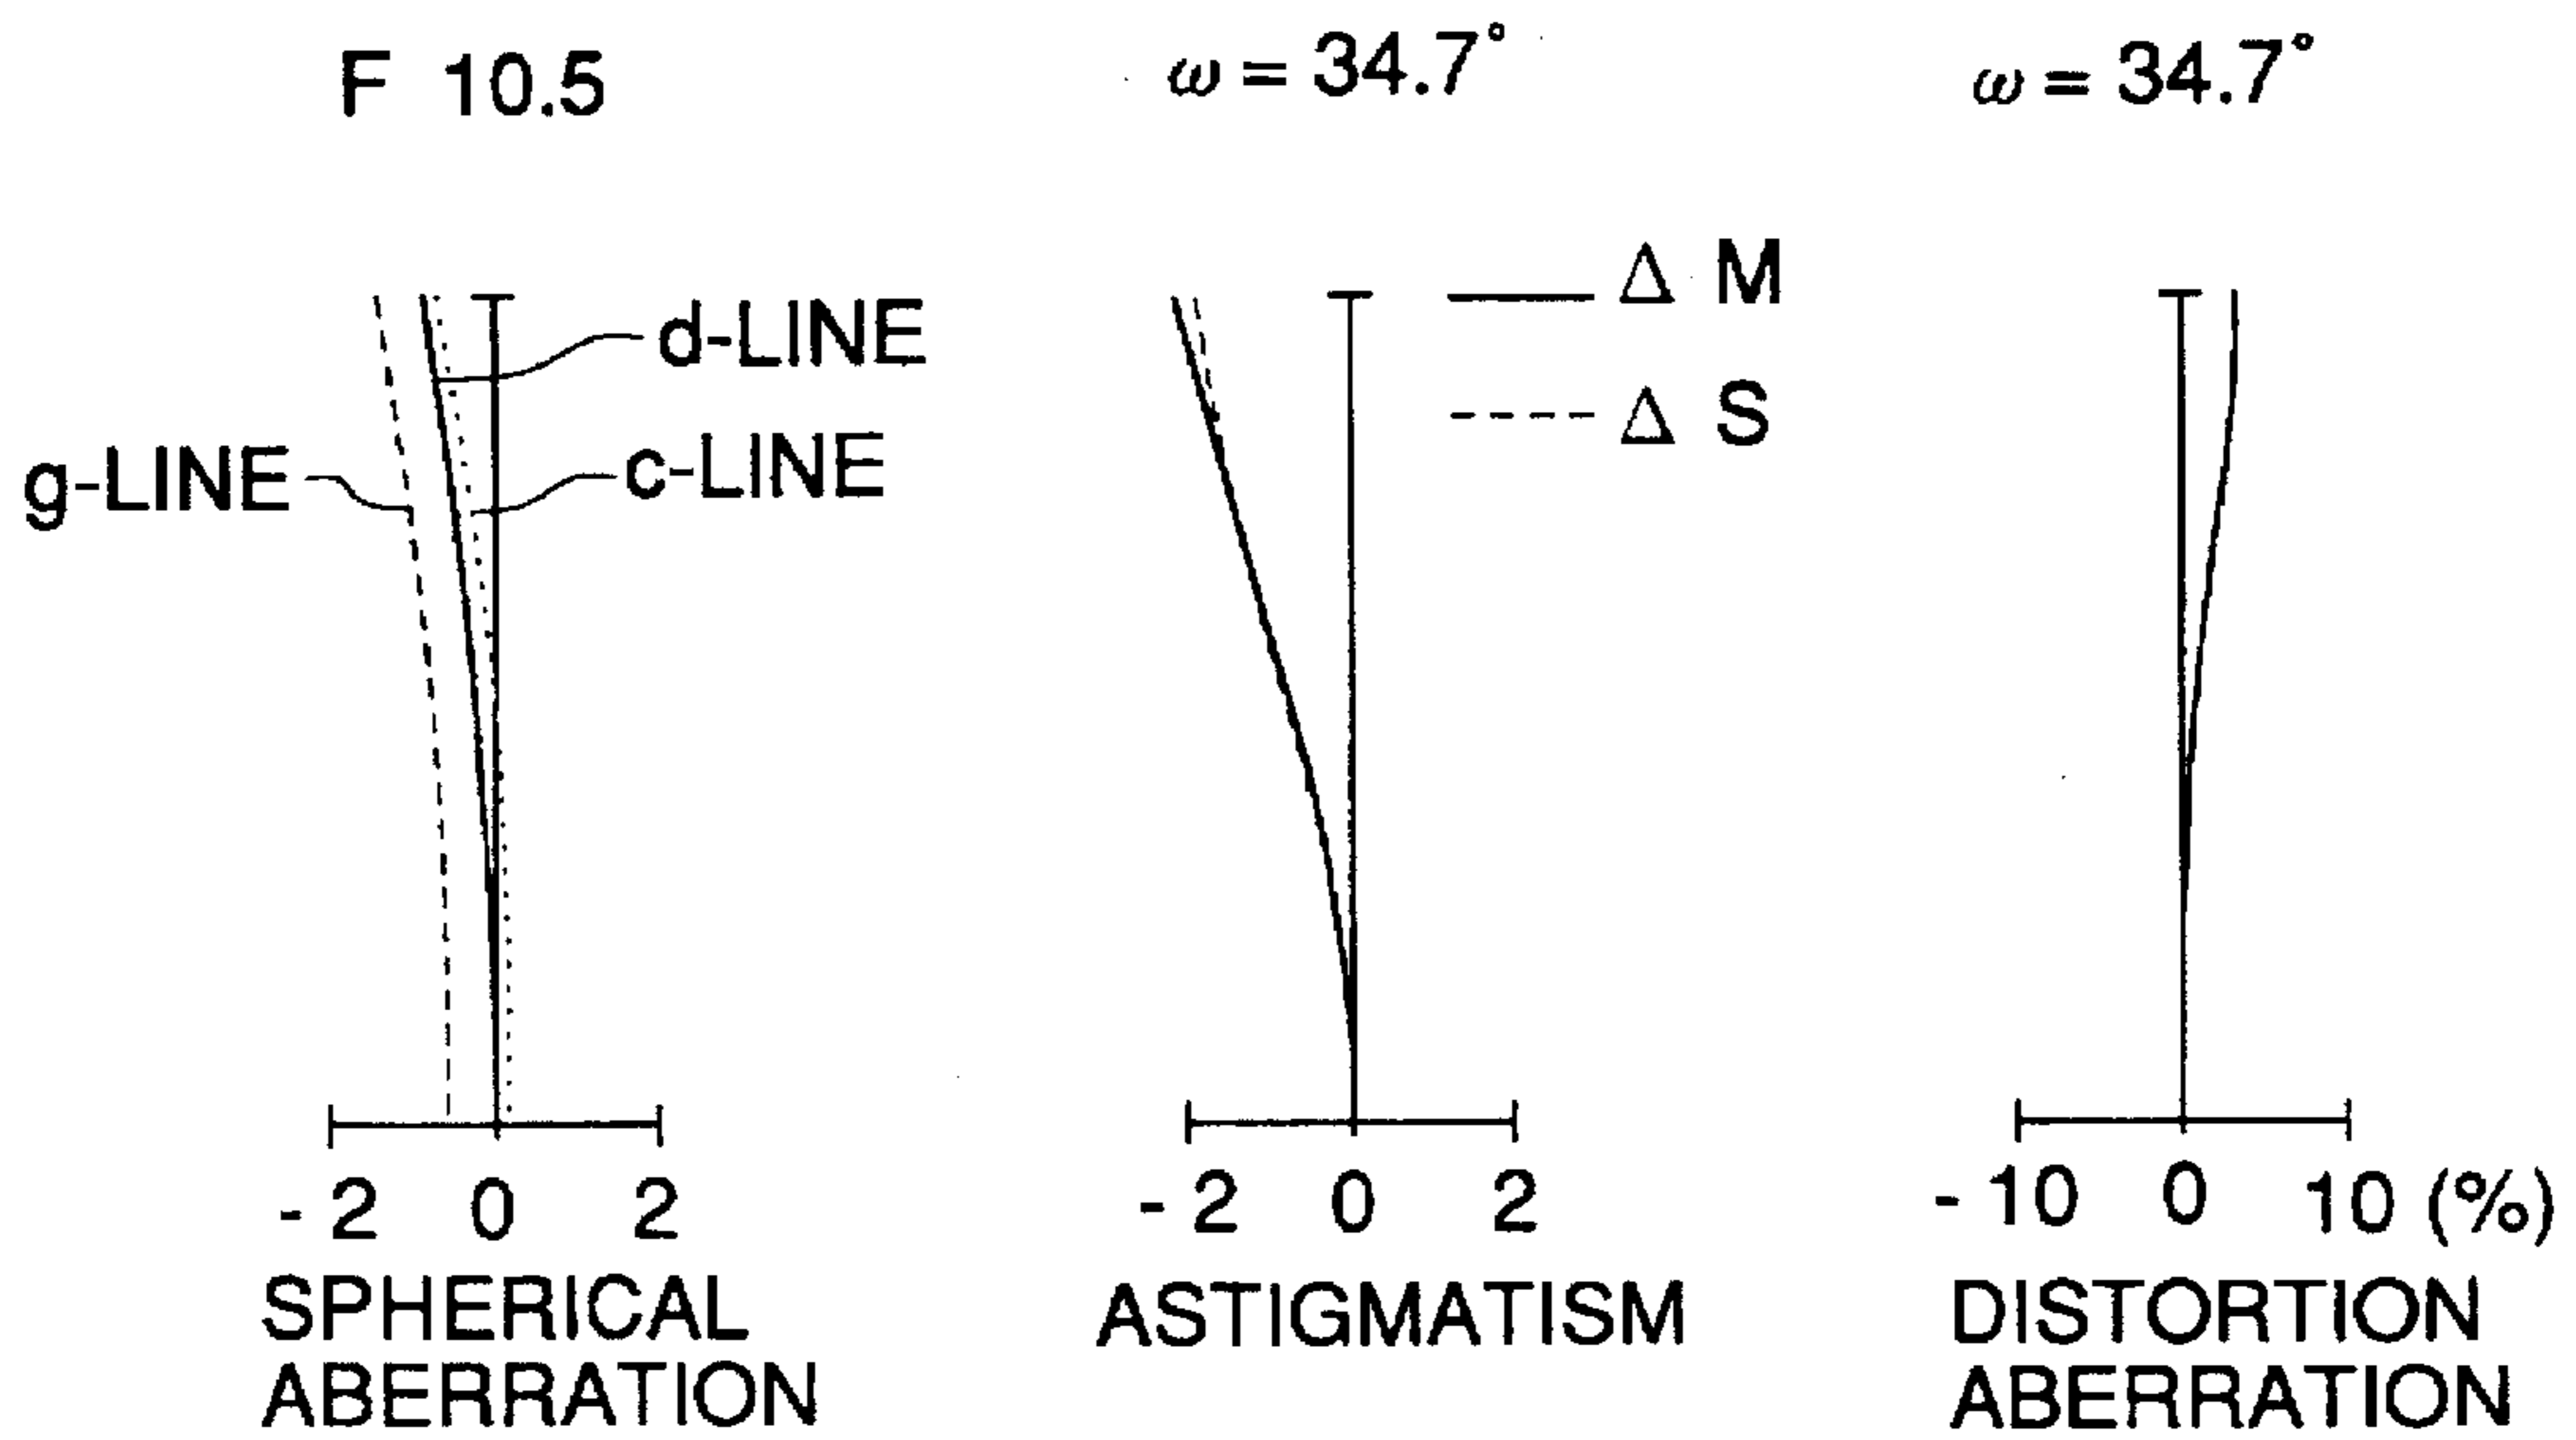 F 10.5
d-LINE
g-LINE
c-LINE
- 2 0 2
SPHERICAL
ABERRATION
ω = 34.7°
Δ M
Δ S
- 2 0 2
ASTIGMATISM
ω = 34.7°
- 10 0 10 (%)
DISTORTION
ABERRATION